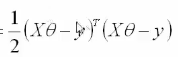 = 1/2 (Xθ − y)ᵀ (Xθ − y)